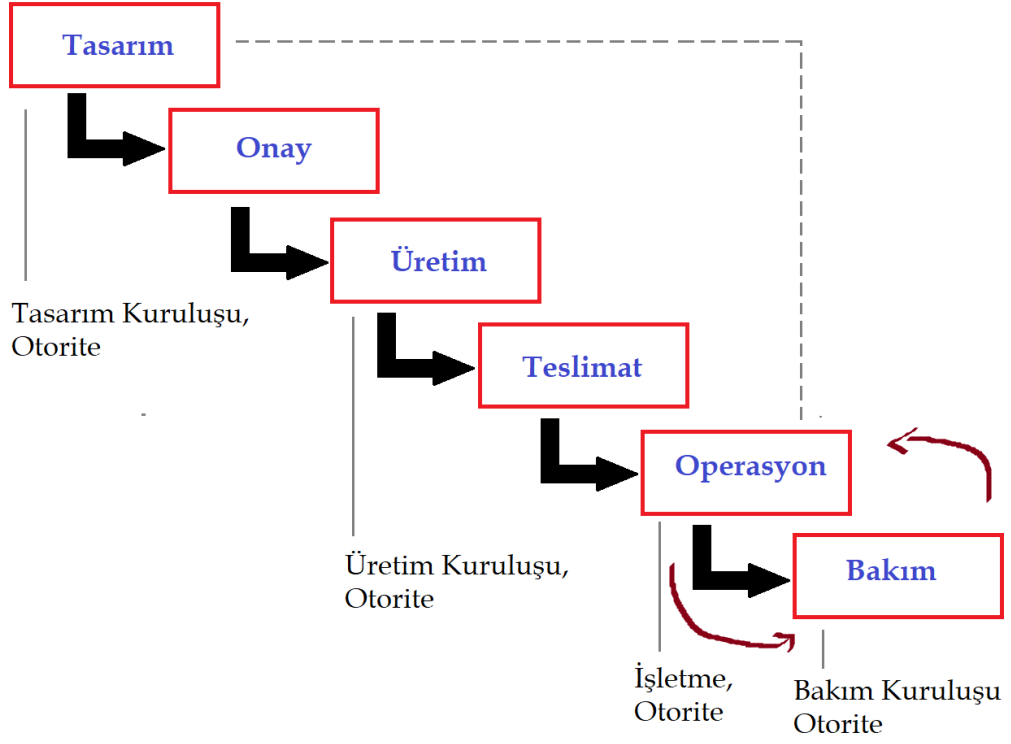 Tasarım
Onay
Üretim
Tasarım Kuruluşu,
Otorite
Teslimat
Operasyon
Üretim Kuruluşu,
Otorite
Bakım
İşletme,
Otorite
Bakım Kuruluşu
Otorite